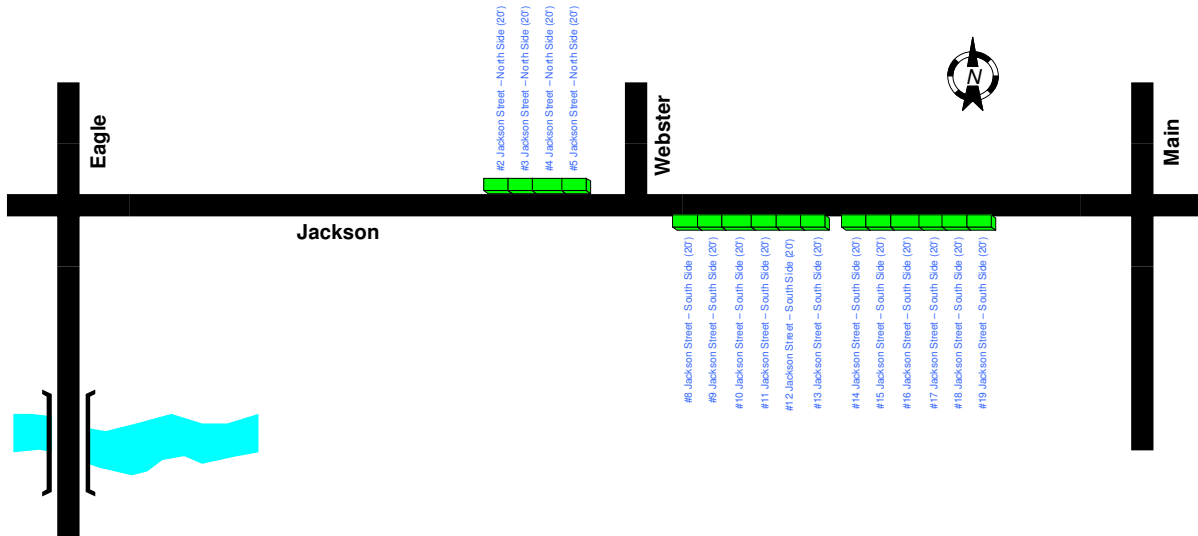 #2 Jackson Street – North Side (20')
#3 Jackson Street – North Side (20')
#4 Jackson Street – North Side (20')
#5 Jackson Street – North Side (20')
N
Eagle
Webster
Main
Jackson
#8 Jackson Street – South Side (20')
#9 Jackson Street – South Side (20')
#10 Jackson Street – South Side (20')
#11 Jackson Street – South Side (20')
#12 Jackson Street – South Side (20')
#13 Jackson Street – South Side (20')
#14 Jackson Street – South Side (20')
#15 Jackson Street – South Side (20')
#16 Jackson Street – South Side (20')
#17 Jackson Street – South Side (20')
#18 Jackson Street – South Side (20')
#19 Jackson Street – South Side (20')